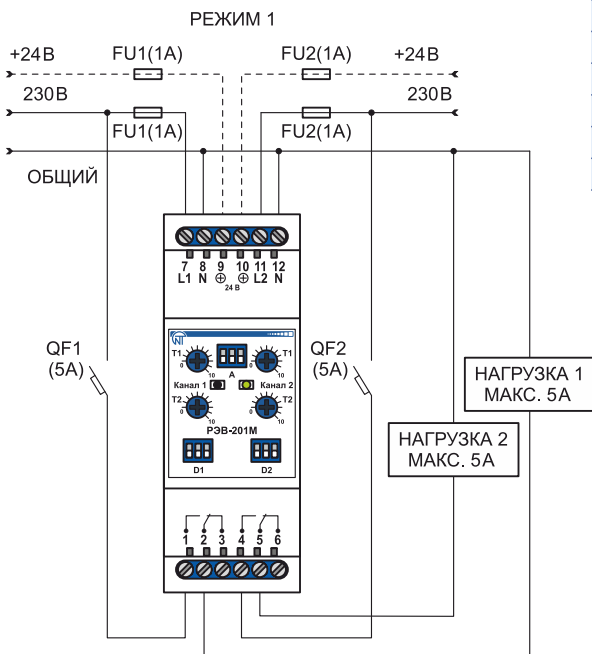 РЕЖИМ 1
+24В FU1(1А) FU2(1А) +24В
230В 230В
FU1(1А) FU2(1А)
ОБЩИЙ
7 8 9 10 11 12
L1 N ⊕ ⊕ L2 N
24 В
NT
T1 T1
0 10 0 10
А
Канал 1 Канал 2
T2 T2
0 10 0 10
РЭВ-201М
D1 D2
QF1
(5А)
QF2
(5А)
НАГРУЗКА 1
МАКС. 5А
НАГРУЗКА 2
МАКС. 5А
1 2 3 4 5 6